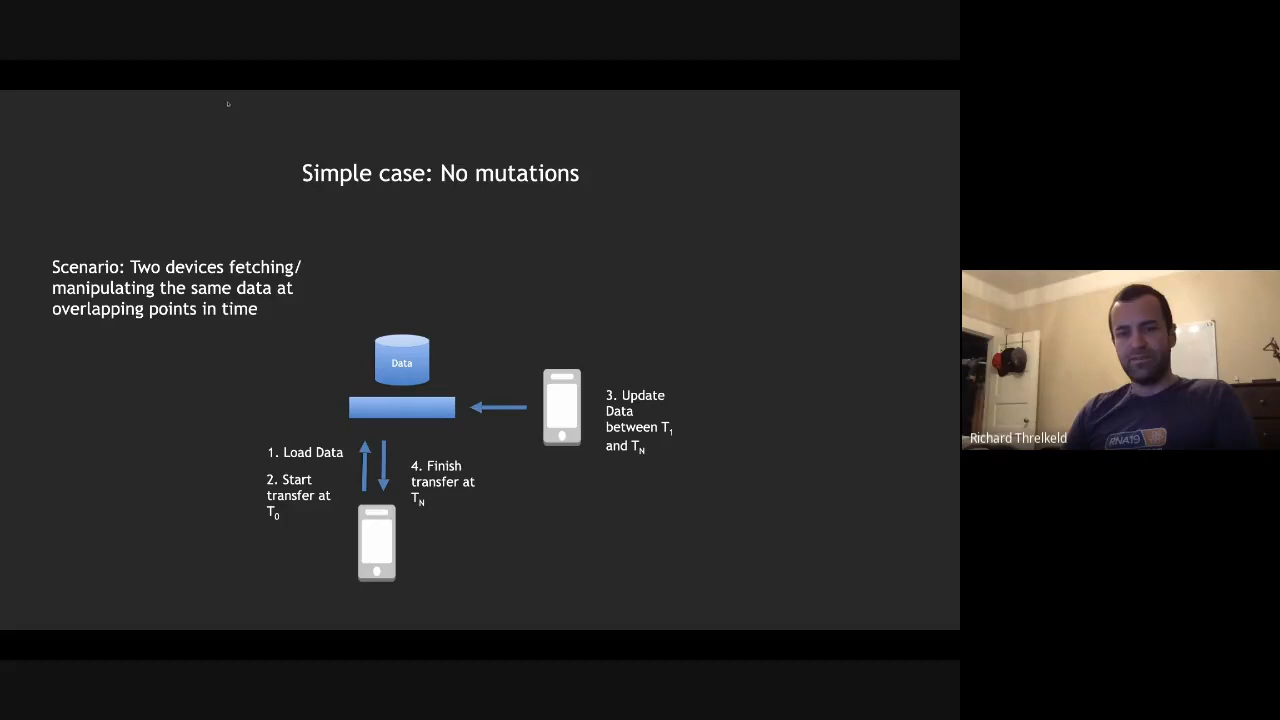 Simple case: No mutations
Scenario: Two devices fetching/
manipulating the same data at
overlapping points in time
Data
3. Update
Data
between T1
and TN
1. Load Data
2. Start
transfer at
T0
4. Finish
transfer at
TN
Richard Threlkeld
RNA19